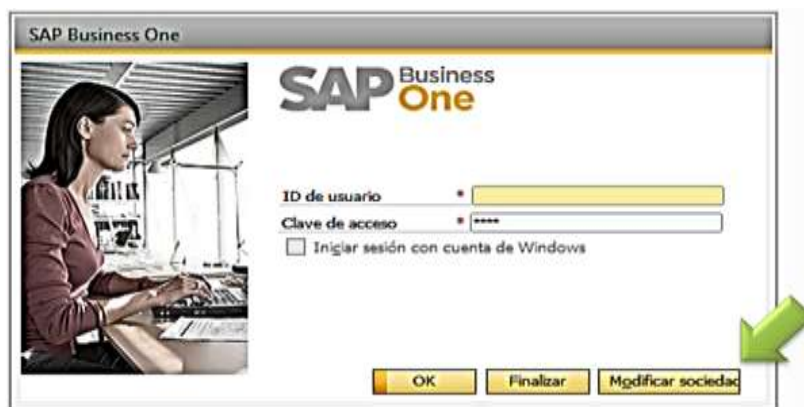 SAP Business One
SAP Business One
ID de usuario * 
Clave de acceso * ****
Iniciar sesión con cuenta de Windows
OK Finalizar Modificar sociedad